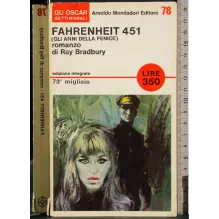 GLI OSCAR
SETTIMANALI
Arnoldo Mondadori Editore
78
FAHRENHEIT 451
(GLI ANNI DELLA FENICE)
romanzo
di Ray Bradbury
edizione integrale
73° migliaio
LIRE
350
78